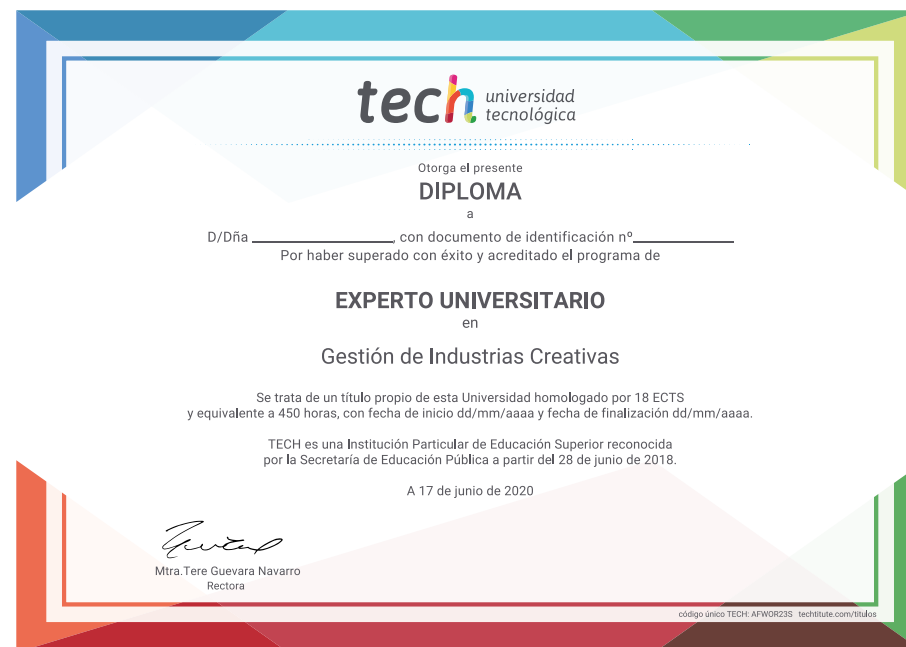 tech universidad
tecnológica
Otorga el presente
DIPLOMA
a
D/Dña ____________________, con documento de identificación nº______________
Por haber superado con éxito y acreditado el programa de
EXPERTO UNIVERSITARIO
en
Gestión de Industrias Creativas
Se trata de un título propio de esta Universidad homologado por 18 ECTS
y equivalente a 450 horas, con fecha de inicio dd/mm/aaaa y fecha de finalización dd/mm/aaaa.
TECH es una Institución Particular de Educación Superior reconocida
por la Secretaría de Educación Pública a partir del 28 de junio de 2018.
A 17 de junio de 2020
Mtra.Tere Guevara Navarro
Rectora
código único TECH: AFWOR23S techtitute.com/titulos